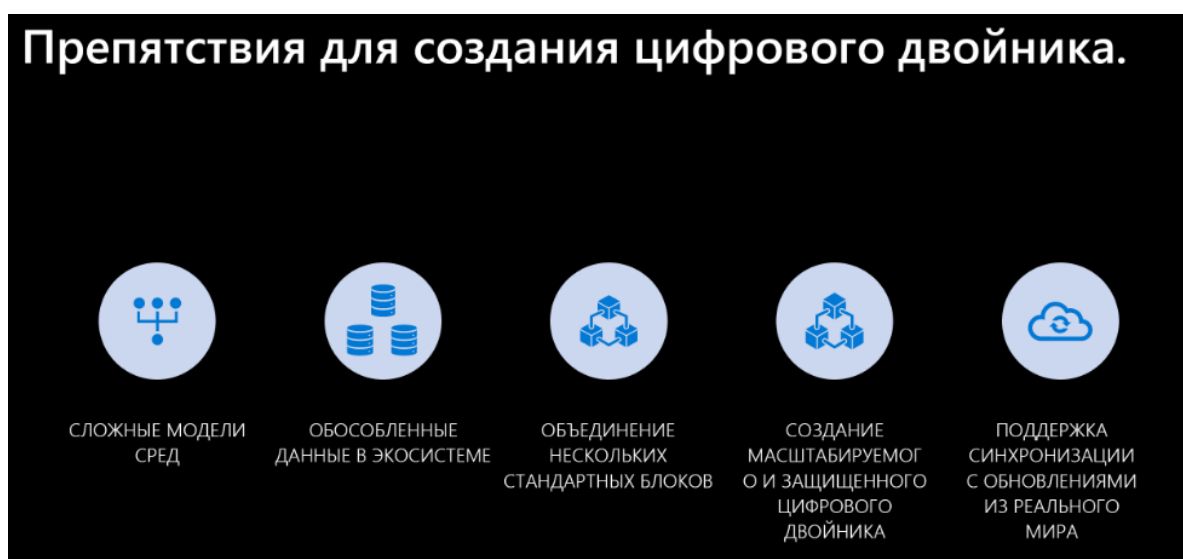 Препятствия для создания цифрового двойника.
СЛОЖНЫЕ МОДЕЛИ
СРЕД
ОБОСОБЛЕННЫЕ
ДАННЫЕ В ЭКОСИСТЕМЕ
ОБЪЕДИНЕНИЕ
НЕСКОЛЬКИХ
СТАНДАРТНЫХ БЛОКОВ
СОЗДАНИЕ
МАСШТАБИРУЕМОГ
О И ЗАЩИЩЕННОГО
ЦИФРОВОГО
ДВОЙНИКА
ПОДДЕРЖКА
СИНХРОНИЗАЦИИ
С ОБНОВЛЕНИЯМИ
ИЗ РЕАЛЬНОГО
МИРА